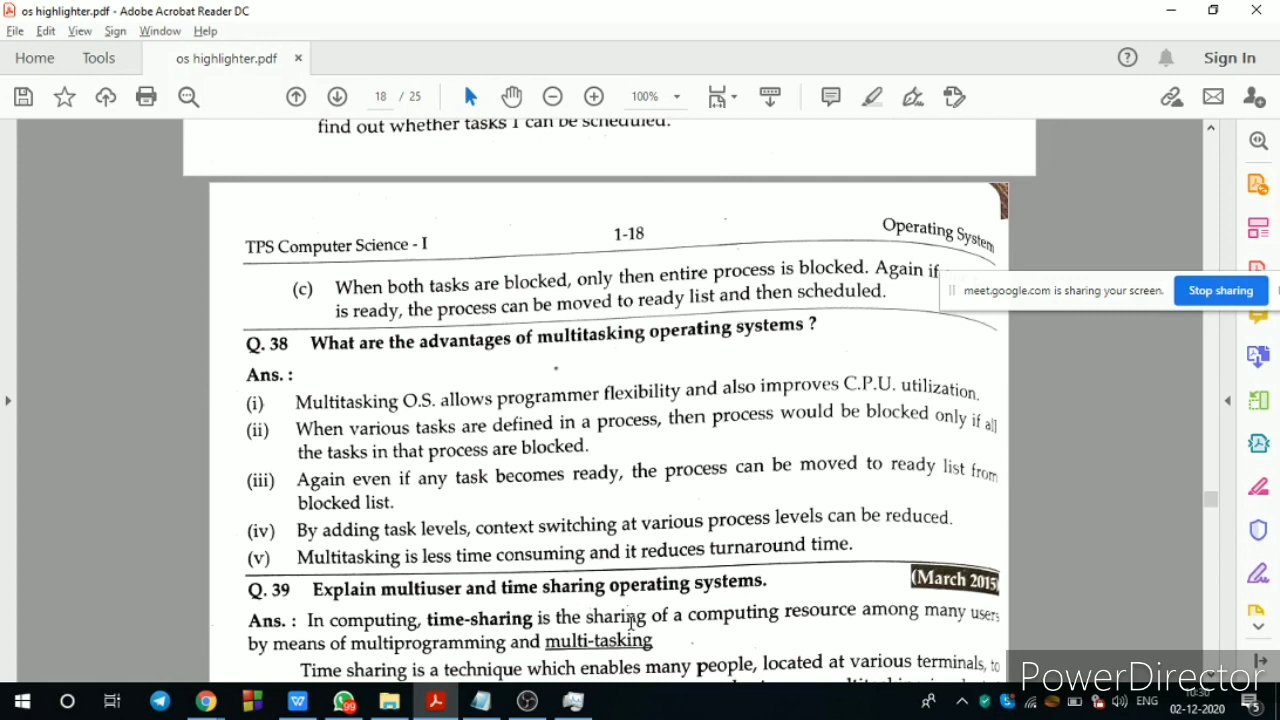 os highlighter.pdf - Adobe Acrobat Reader DC
File Edit View Sign Window Help
Home Tools os highlighter.pdf × Sign In
18 / 25 100%
find out whether tasks I can be scheduled.
TPS Computer Science - I 1-18 Operating System
(c) When both tasks are blocked, only then entire process is blocked. Again if
is ready, the process can be moved to ready list and then scheduled.
meet.google.com is sharing your screen. Stop sharing
Q. 38 What are the advantages of multitasking operating systems ?
Ans. :
(i) Multitasking O.S. allows programmer flexibility and also improves C.P.U. utilization.
(ii) When various tasks are defined in a process, then process would be blocked only if all
the tasks in that process are blocked.
(iii) Again even if any task becomes ready, the process can be moved to ready list from
blocked list.
(iv) By adding task levels, context switching at various process levels can be reduced.
(v) Multitasking is less time consuming and it reduces turnaround time.
Q. 39 Explain multiuser and time sharing operating systems. (March 2015)
Ans. : In computing, time-sharing is the sharing of a computing resource among many users
by means of multiprogramming and multi-tasking
Time sharing is a technique which enables many people, located at various terminals, to
PowerDirector
99 ENG 10:30
02-12-2020 5